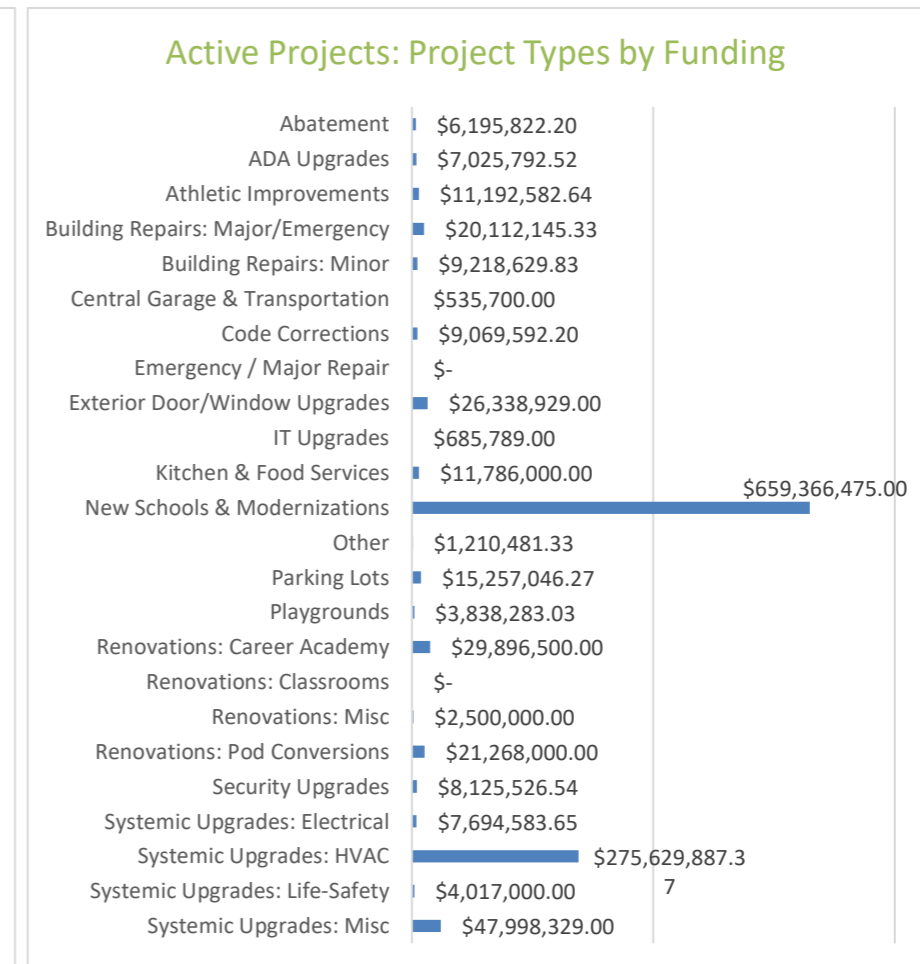 Active Projects: Project Types by Funding
Abatement $6,195,822.20
ADA Upgrades $7,025,792.52
Athletic Improvements $11,192,582.64
Building Repairs: Major/Emergency $20,112,145.33
Building Repairs: Minor $9,218,629.83
Central Garage & Transportation $535,700.00
Code Corrections $9,069,592.20
Emergency / Major Repair $-
Exterior Door/Window Upgrades $26,338,929.00
IT Upgrades $685,789.00
Kitchen & Food Services $11,786,000.00
New Schools & Modernizations $659,366,475.00
Other $1,210,481.33
Parking Lots $15,257,046.27
Playgrounds $3,838,283.03
Renovations: Career Academy $29,896,500.00
Renovations: Classrooms $-
Renovations: Misc $2,500,000.00
Renovations: Pod Conversions $21,268,000.00
Security Upgrades $8,125,526.54
Systemic Upgrades: Electrical $7,694,583.65
Systemic Upgrades: HVAC $275,629,887.3
7
Systemic Upgrades: Life-Safety $4,017,000.00
Systemic Upgrades: Misc $47,998,329.00